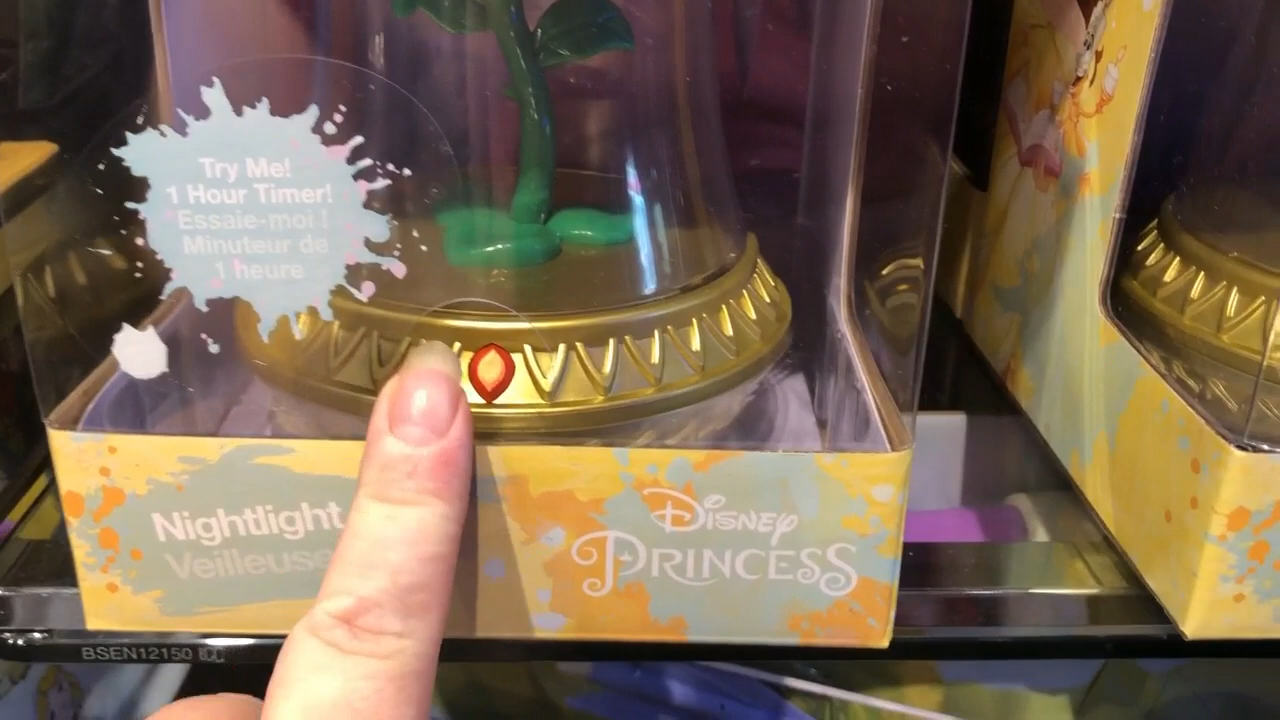 Try Me!
1 Hour Timer!
Essaie-moi !
Minuteur de
1 heure
Nightlight
Veilleuse
Disney
PRINCESS
BSEN12150